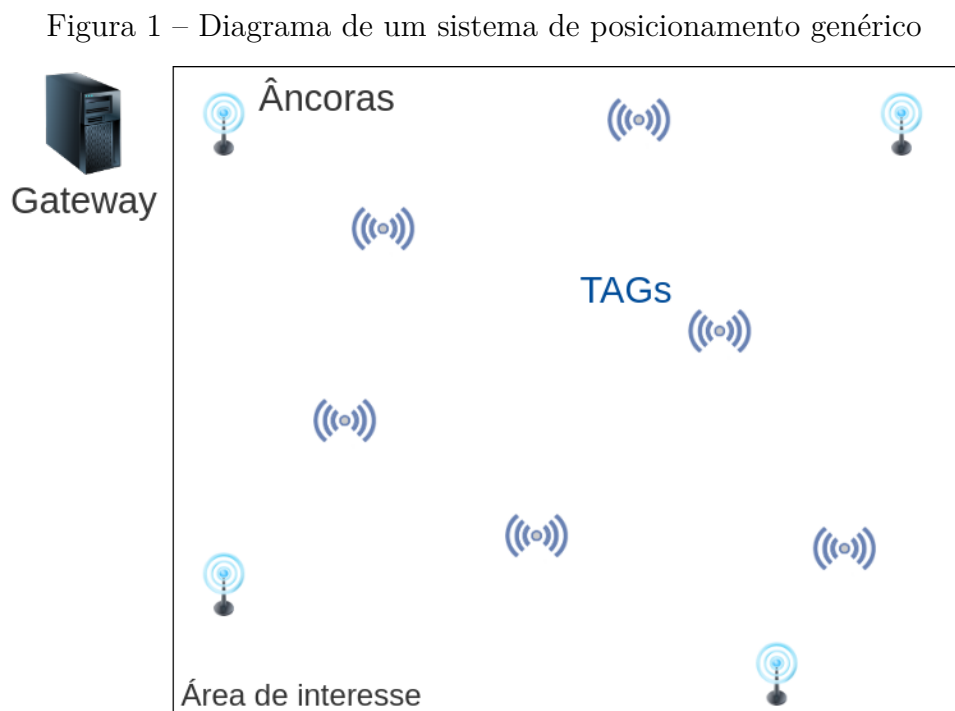 Figura 1 – Diagrama de um sistema de posicionamento genérico
Âncoras
Gateway
TAGs
Área de interesse